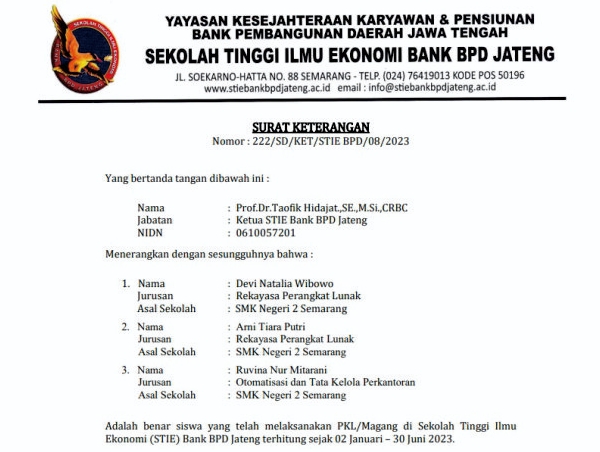 YAYASAN KESEJAHTERAAN KARYAWAN & PENSIUNAN
BANK PEMBANGUNAN DAERAH JAWA TENGAH
SEKOLAH TINGGI ILMU EKONOMI BANK BPD JATENG
JL. SOEKARNO-HATTA NO. 88 SEMARANG - TELP. (024) 76419013 KODE POS 50196
www.stiebankbpdjateng.ac.id email : info@stiebankbpdjateng.ac.id
SURAT KETERANGAN
Nomor : 222/SD/KET/STIE BPD/08/2023
Yang bertanda tangan dibawah ini :
Nama : Prof.Dr.Taofik Hidajat.,SE.,M.Si.,CRBC
Jabatan : Ketua STIE Bank BPD Jateng
NIDN : 0610057201
Menerangkan dengan sesungguhnya bahwa :
1. Nama : Devi Natalia Wibowo
Jurusan : Rekayasa Perangkat Lunak
Asal Sekolah : SMK Negeri 2 Semarang
2. Nama : Arni Tiara Putri
Jurusan : Rekayasa Perangkat Lunak
Asal Sekolah : SMK Negeri 2 Semarang
3. Nama : Ruvina Nur Mitarani
Jurusan : Otomatisasi dan Tata Kelola Perkantoran
Asal Sekolah : SMK Negeri 2 Semarang
Adalah benar siswa yang telah melaksanakan PKL/Magang di Sekolah Tinggi Ilmu
Ekonomi (STIE) Bank BPD Jateng terhitung sejak 02 Januari – 30 Juni 2023.